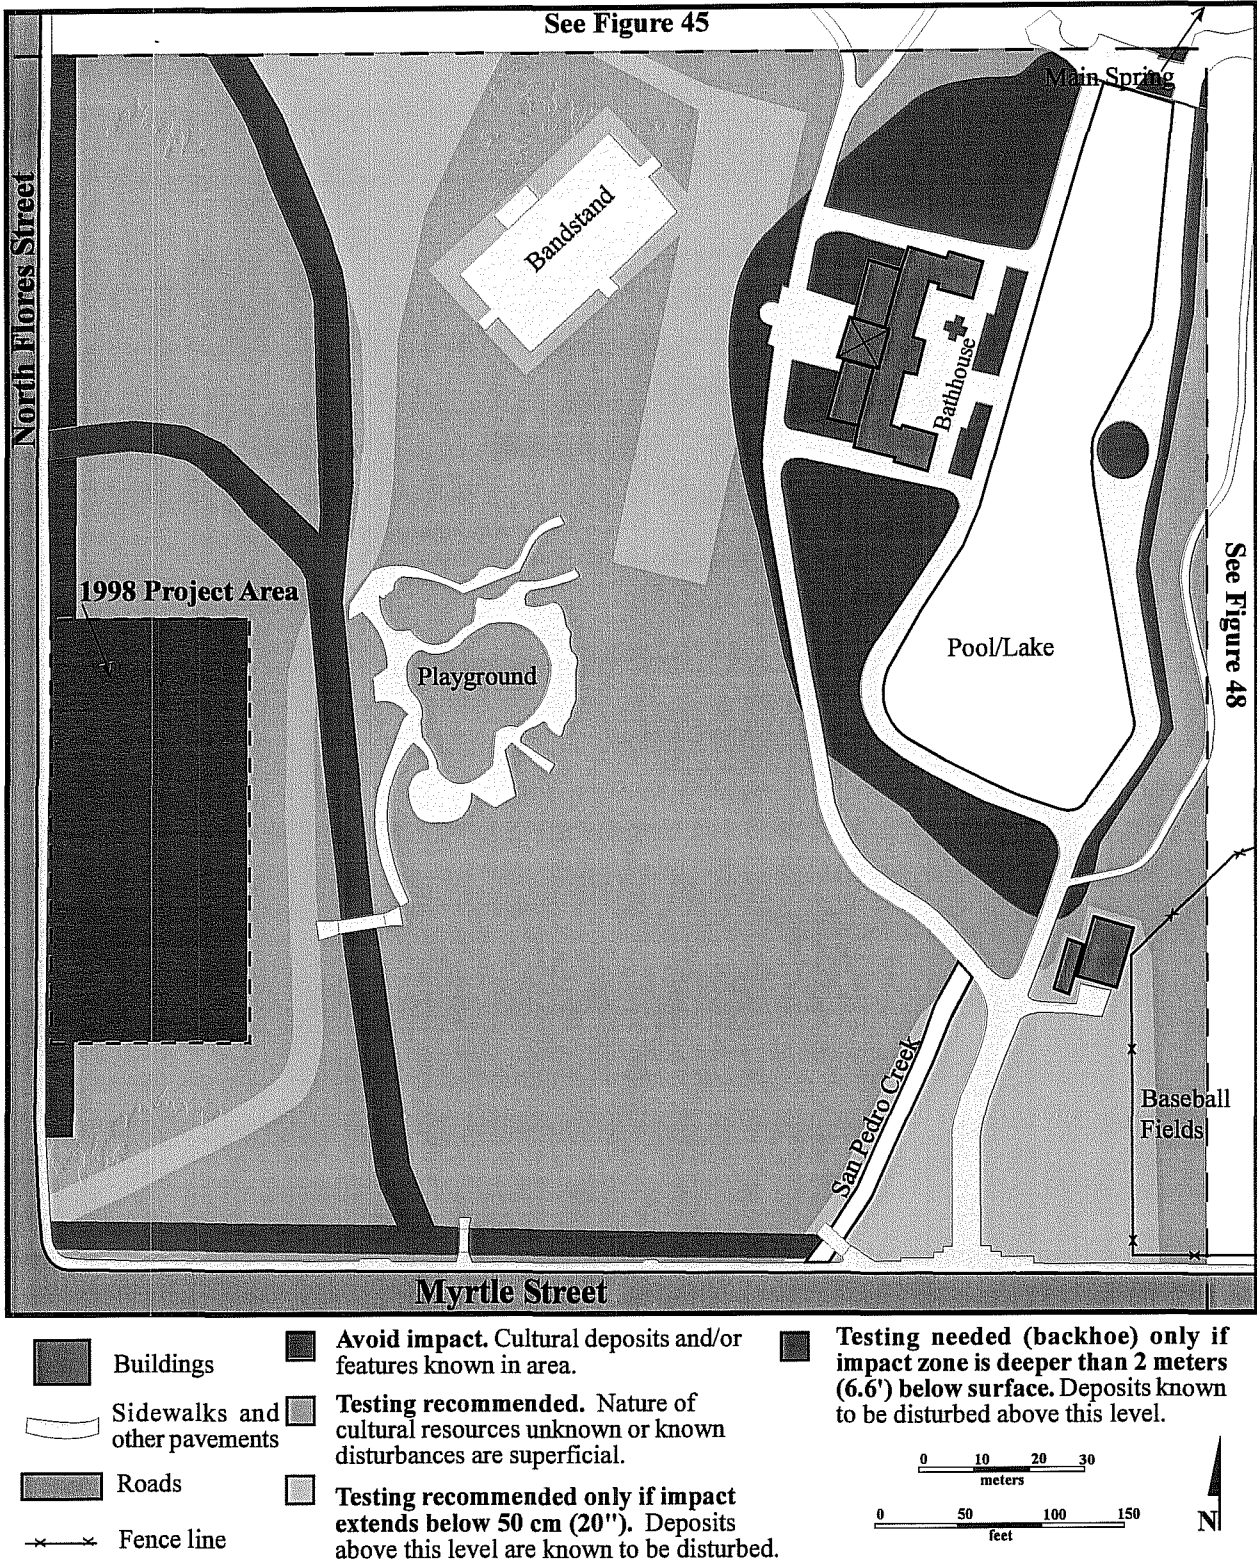 See Figure 45
Main Spring
North Flores Street
Bandstand
Bathhouse
1998 Project Area
See Figure 48
Pool/Lake
Playground
San Pedro Creek
Baseball
Fields
Myrtle Street
Buildings
Sidewalks and
other pavements
Roads
Fence line
Avoid impact. Cultural deposits and/or
features known in area.
Testing recommended. Nature of
cultural resources unknown or known
disturbances are superficial.
Testing recommended only if impact
extends below 50 cm (20"). Deposits
above this level are known to be disturbed.
Testing needed (backhoe) only if
impact zone is deeper than 2 meters
(6.6') below surface. Deposits known
to be disturbed above this level.
0 10 20 30
meters
0 50 100 150
feet
N